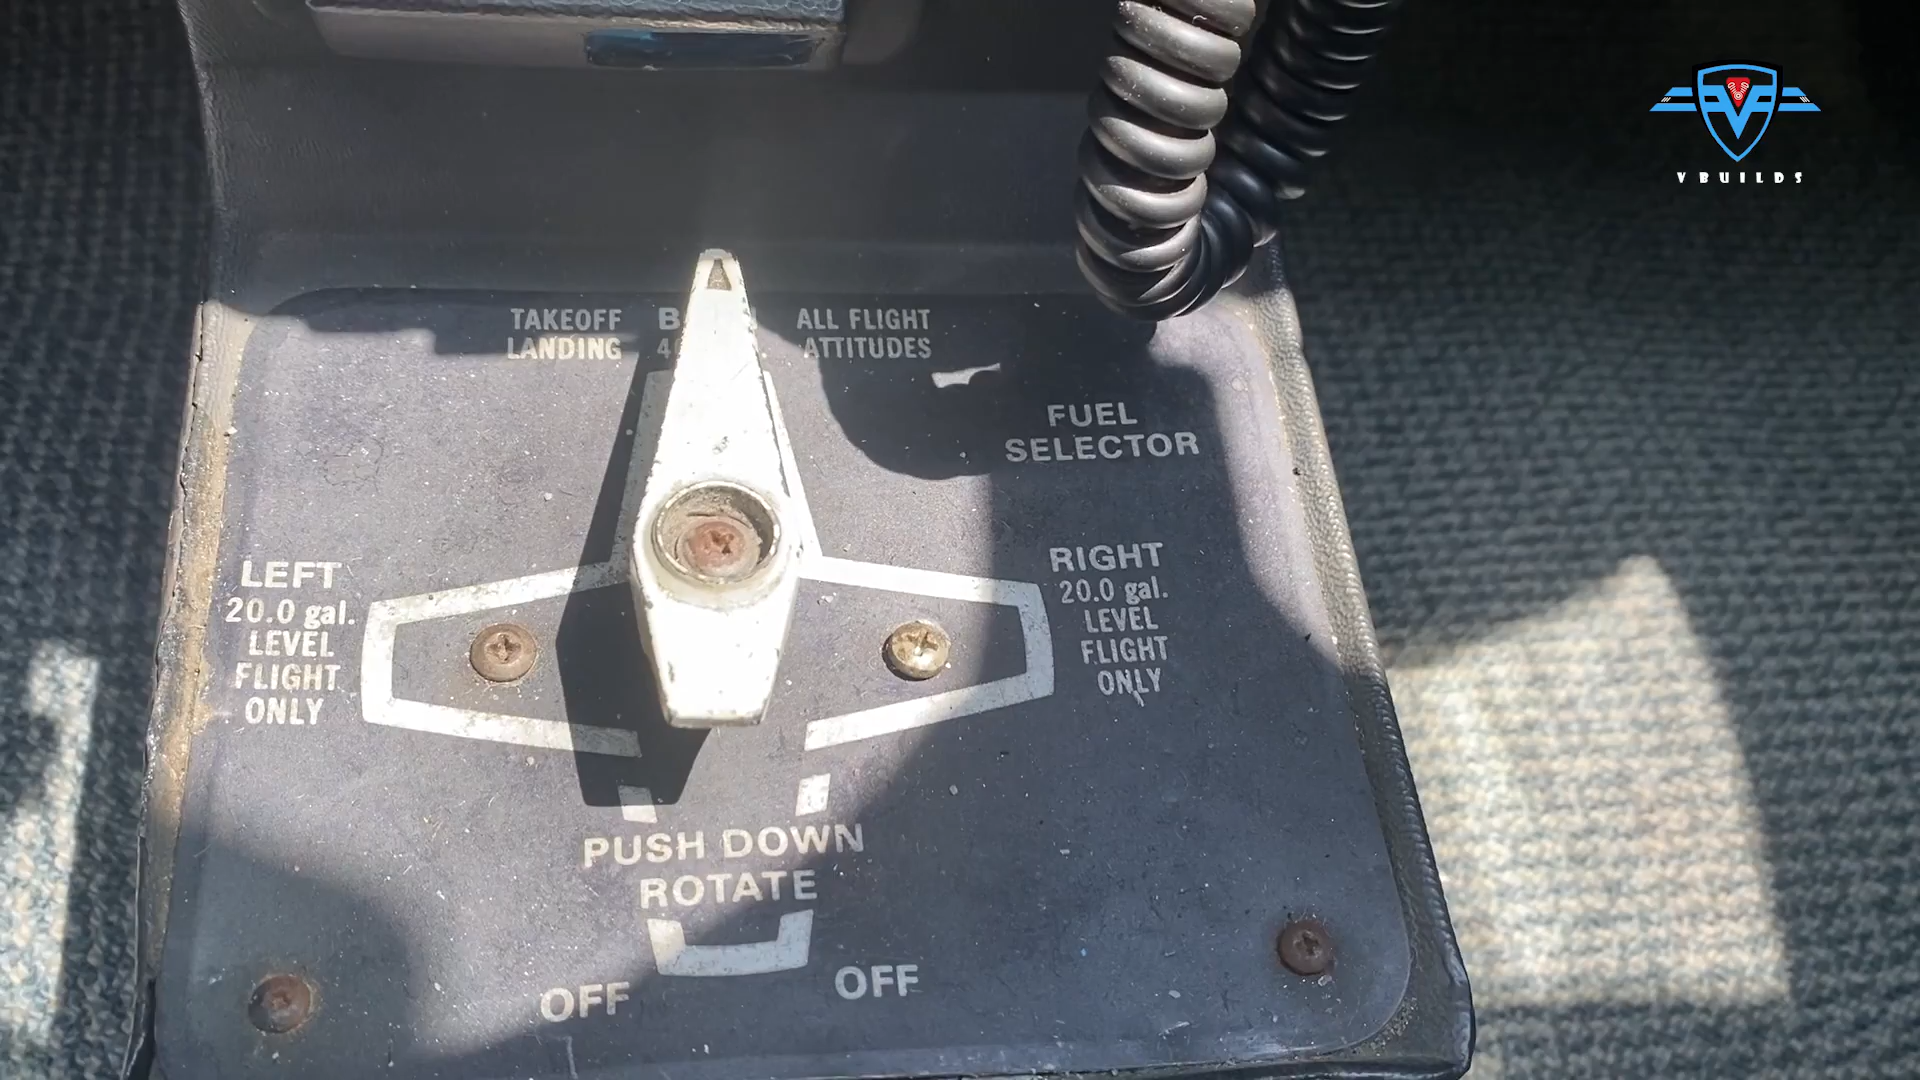 VBUILDS
TAKEOFF
LANDING
ALL FLIGHT
ATTITUDES
FUEL
SELECTOR
LEFT
20.0 gal.
LEVEL
FLIGHT
ONLY
RIGHT
20.0 gal.
LEVEL
FLIGHT
ONLY
PUSH DOWN
ROTATE
OFF
OFF